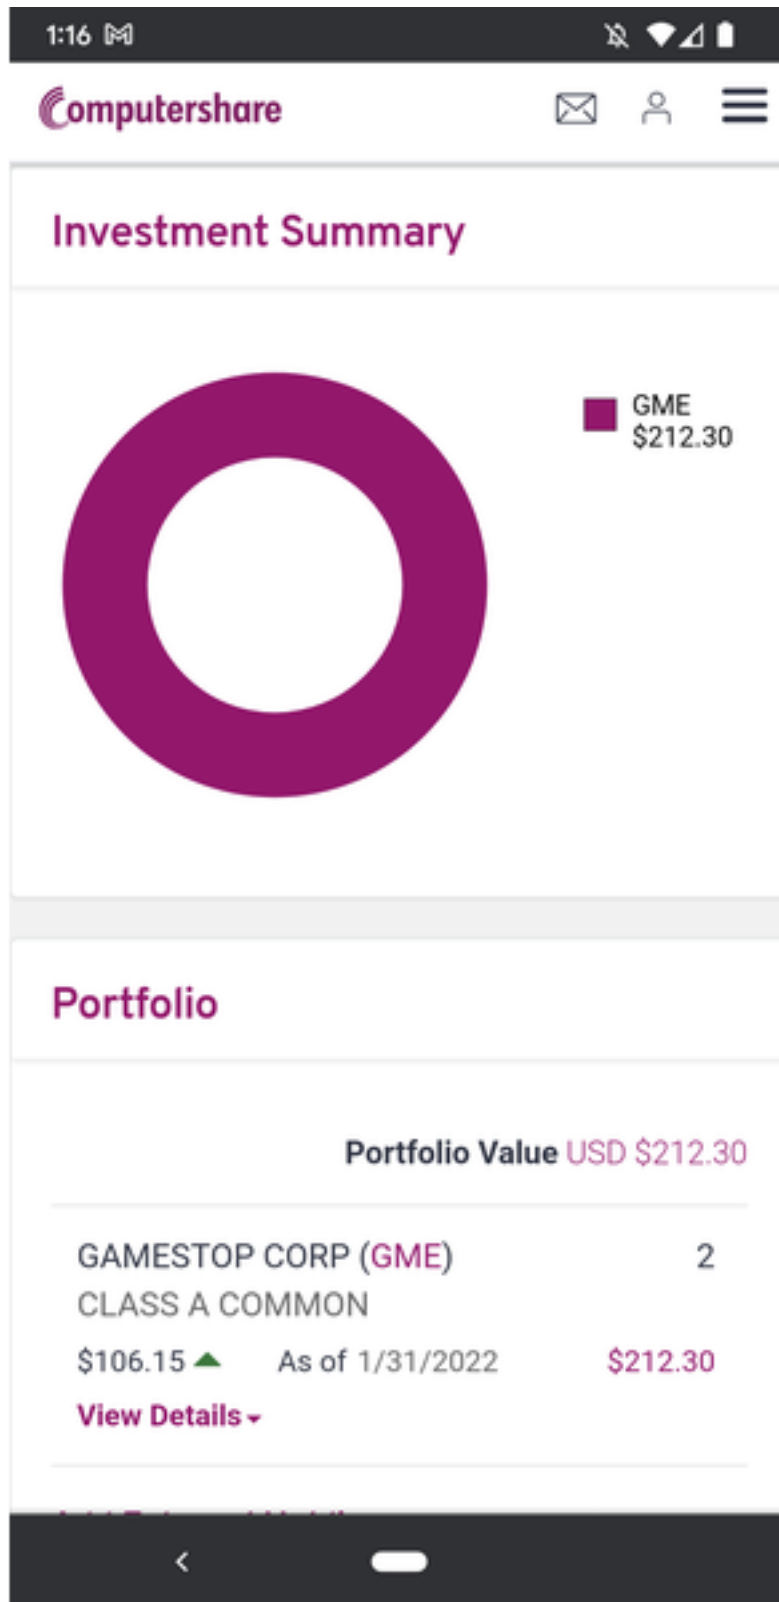 1:16
Computershare
Investment Summary
GME
$212.30
Portfolio
Portfolio Value USD $212.30
GAMESTOP CORP (GME) 2
CLASS A COMMON
$106.15 As of 1/31/2022 $212.30
View Details